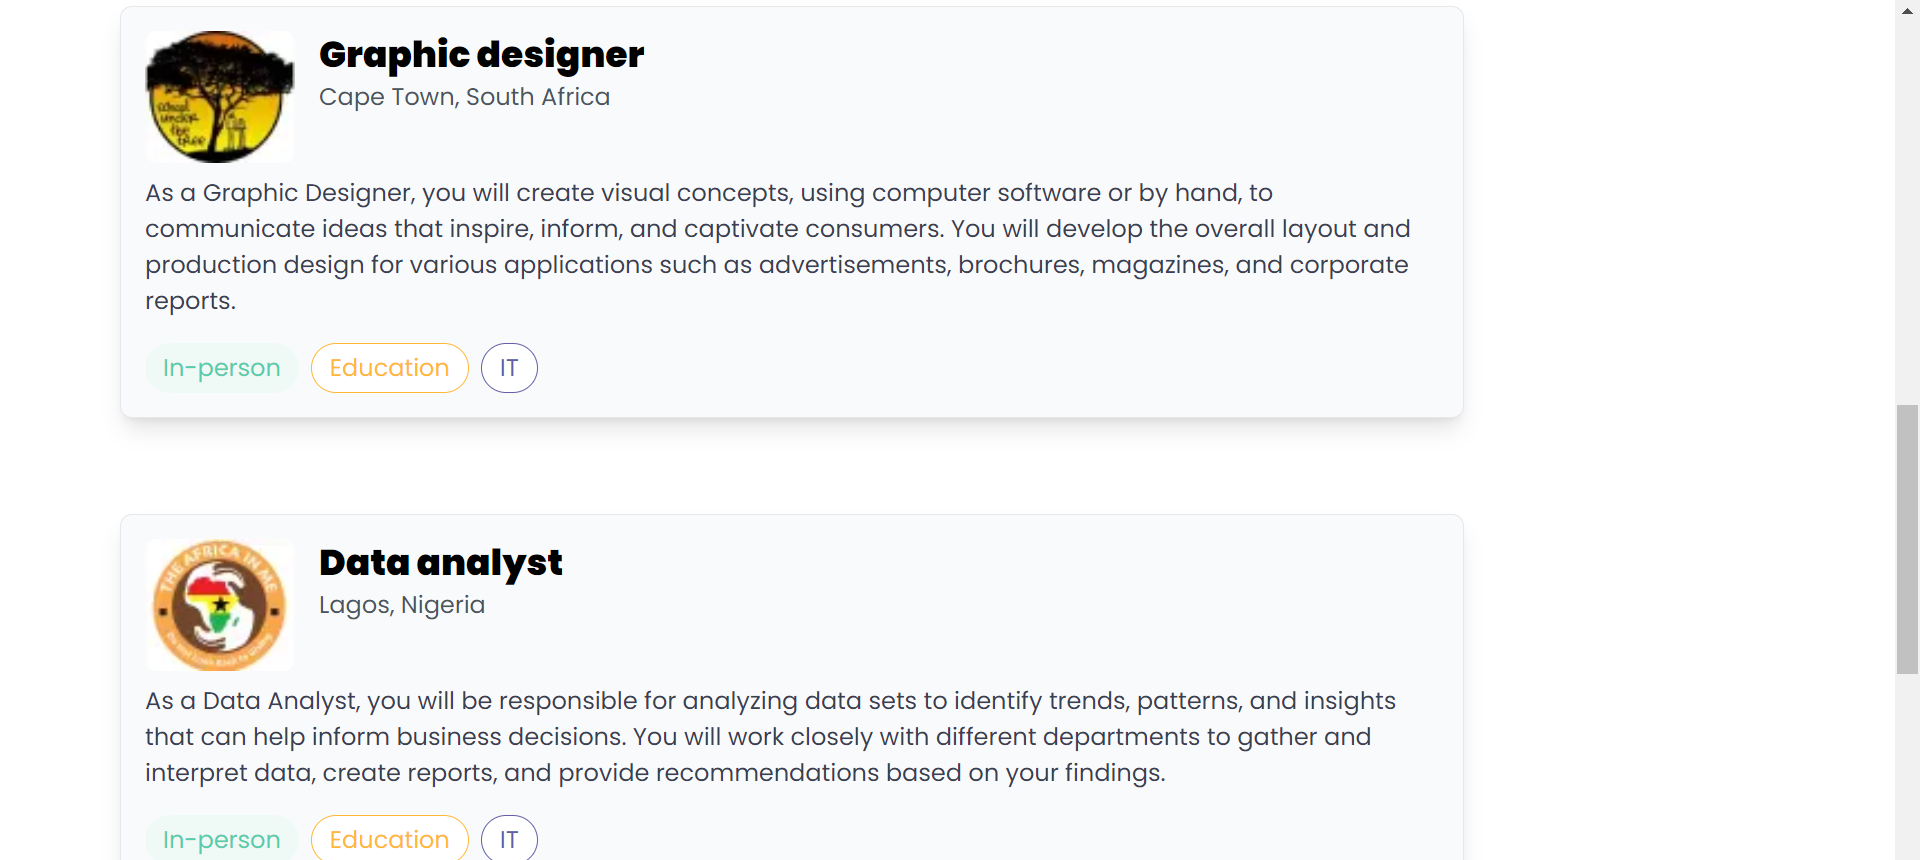 Graphic designer
Cape Town, South Africa
under
the
tree
As a Graphic Designer, you will create visual concepts, using computer software or by hand, to
communicate ideas that inspire, inform, and captivate consumers. You will develop the overall layout and
production design for various applications such as advertisements, brochures, magazines, and corporate
reports.
In-person
Education
IT
Data analyst
Lagos, Nigeria
THE AFRICA IN ME
As a Data Analyst, you will be responsible for analyzing data sets to identify trends, patterns, and insights
that can help inform business decisions. You will work closely with different departments to gather and
interpret data, create reports, and provide recommendations based on your findings.
In-person
Education
IT